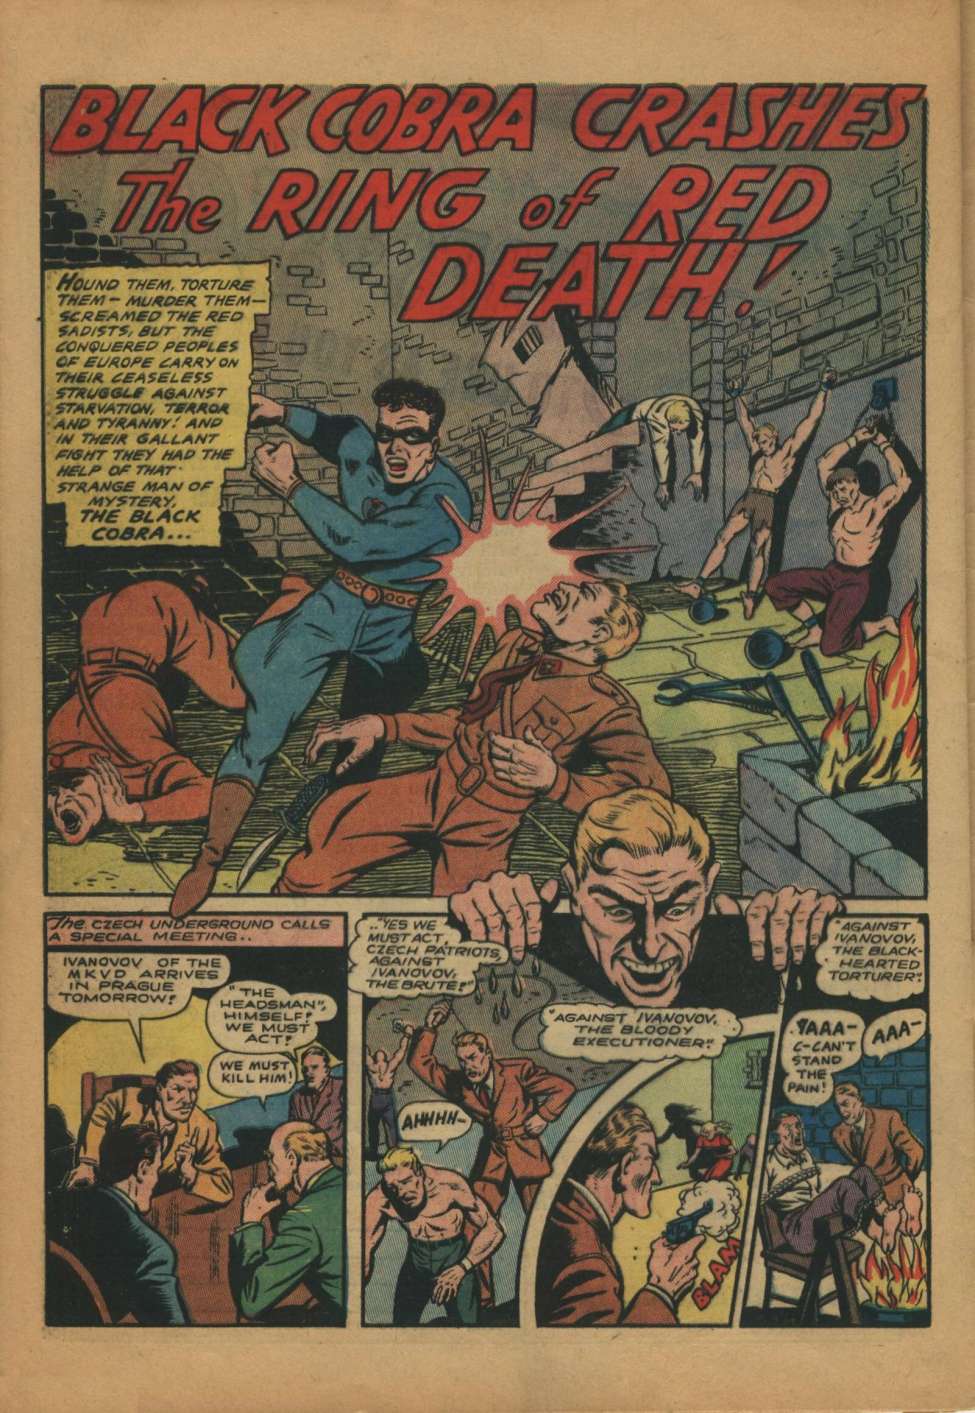 BLACK COBRA CRASHES
The RING of RED
DEATH!
HOUND THEM, TORTURE
THEM — MURDER THEM —
SCREAMED THE RED
SADISTS, BUT THE
CONQUERED PEOPLES
OF EUROPE CARRY ON
THEIR CEASELESS
STRUGGLE AGAINST
STARVATION, TERROR
AND TYRANNY! AND
IN THEIR GALLANT
FIGHT THEY HAD THE
HELP OF THAT
STRANGE MAN OF
MYSTERY,
THE BLACK
COBRA...
The CZECH UNDERGROUND CALLS
A SPECIAL MEETING..
IVANOVOV OF THE
MKVD ARRIVES
IN PRAGUE
TOMORROW!
"THE
HEADSMAN",
HIMSELF!
WE MUST
ACT!
WE MUST
KILL HIM!
.."YES WE
MUST ACT,
CZECH PATRIOTS,
AGAINST
IVANOVOV,
THE BRUTE!"
AHHHH-
"AGAINST IVANOVOV,
THE BLOODY
EXECUTIONER!"
BLAM
"AGAINST
IVANOVOV,
THE BLACK-
HEARTED
TORTURER!"
.YAAA-
C-CAN'T
STAND
THE
PAIN!
AAA-